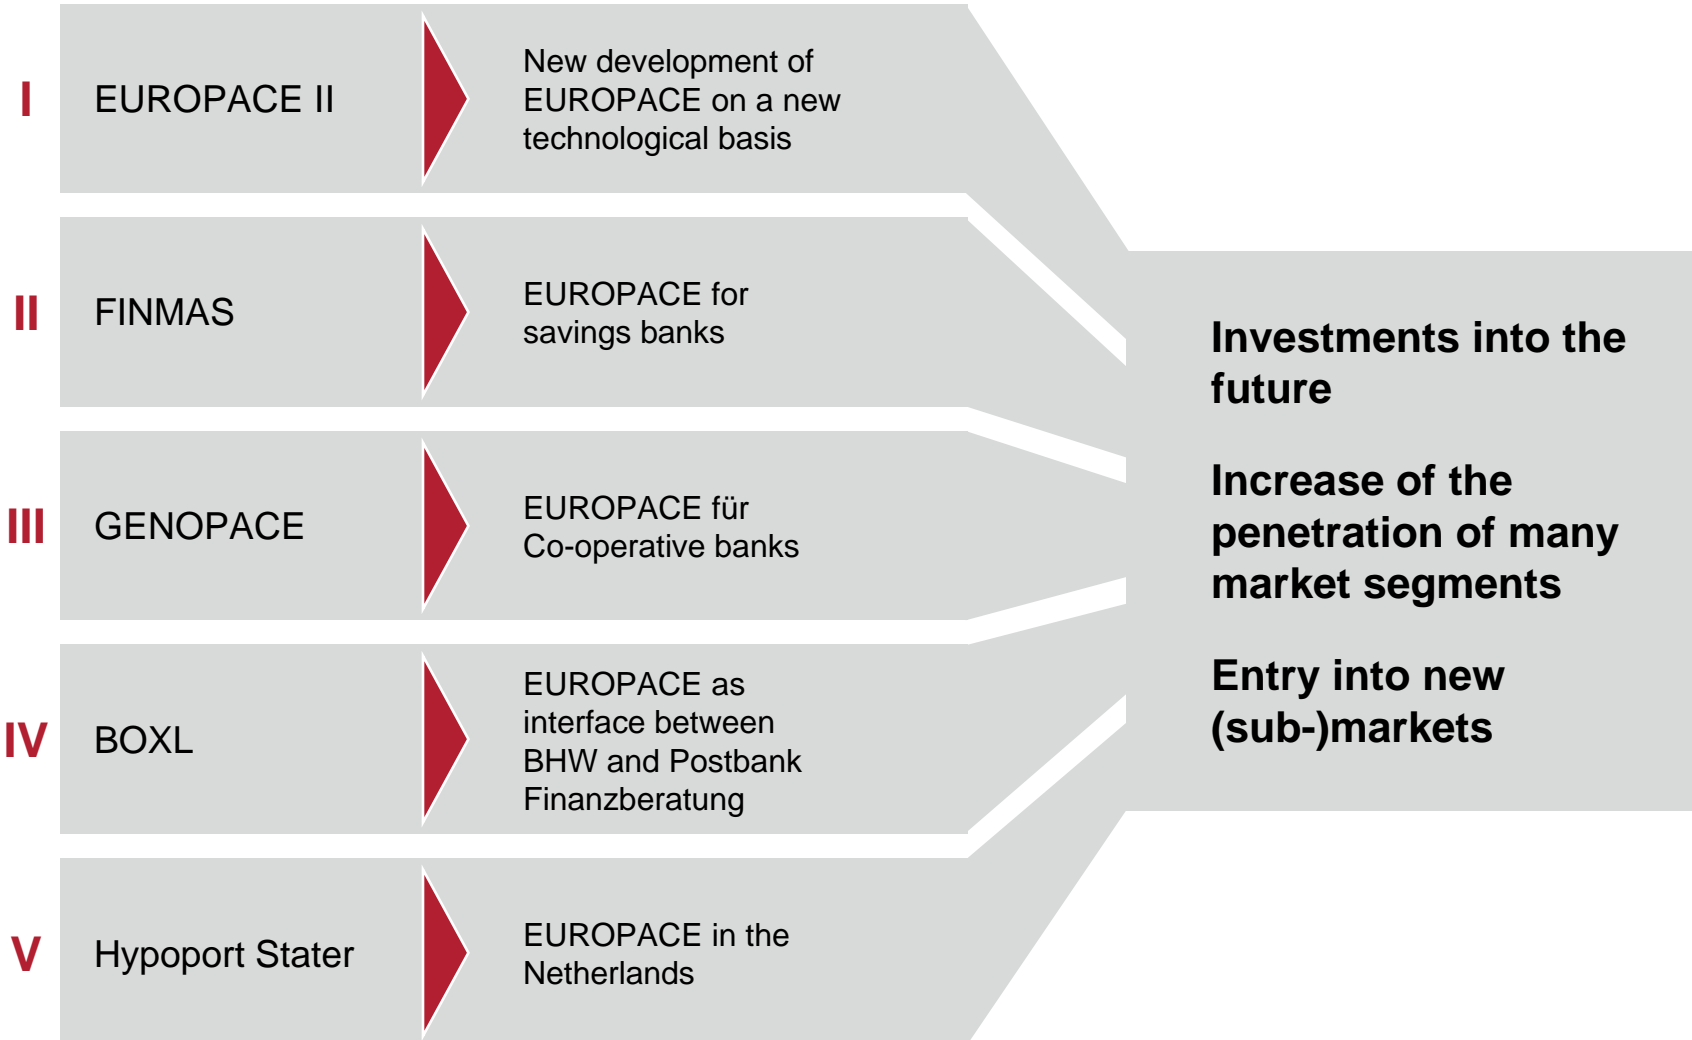 I
EUROPACE II
New development of
EUROPACE on a new
technological basis
II
FINMAS
EUROPACE for
savings banks
III
GENOPACE
EUROPACE für
Co-operative banks
IV
BOXL
EUROPACE as
interface between
BHW and Postbank
Finanzberatung
V
Hypoport Stater
EUROPACE in the
Netherlands
Investments into the
future
Increase of the
penetration of many
market segments
Entry into new
(sub-)markets